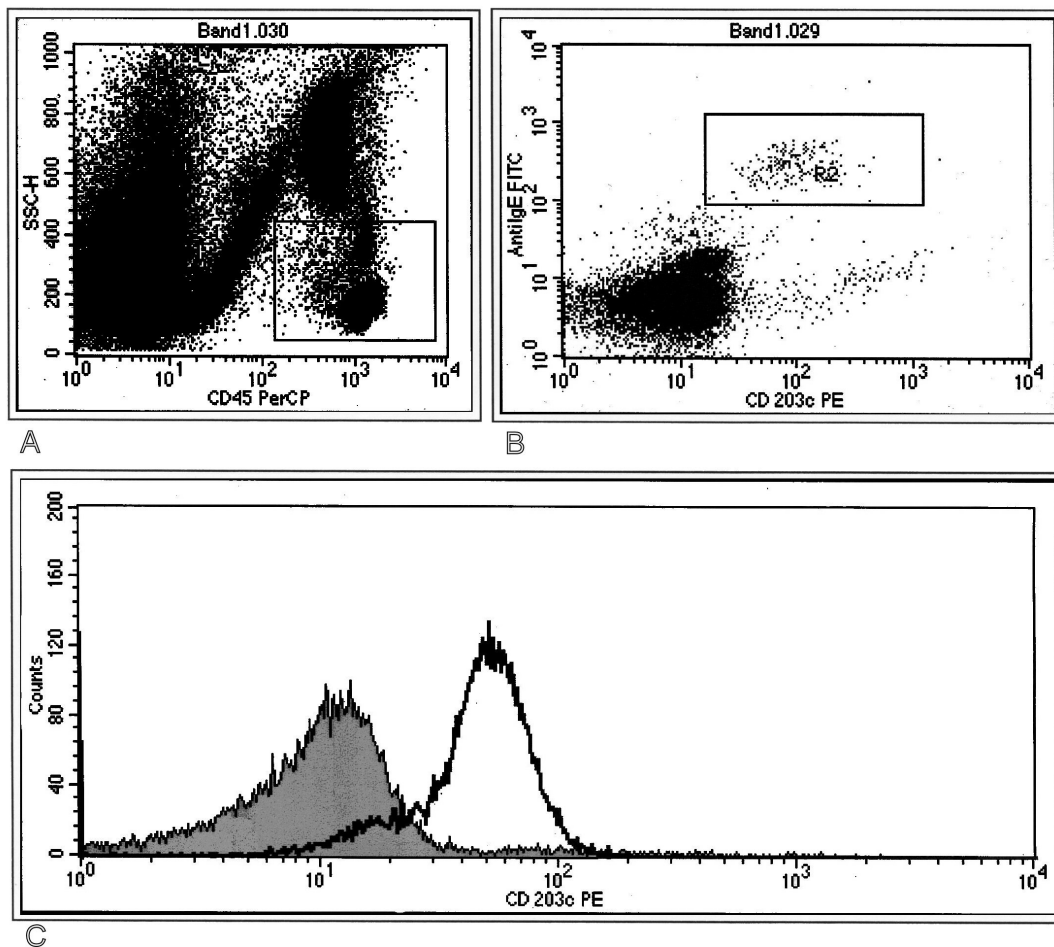 Band1.030
1000
800.
600
400
200
0
SSC-H
10^0 10^1 10^2 10^3 10^4
CD45 PerCP
A
Band1.029
10^4
10^3
10^2
10^1
10^0
AntiIgE FITC
R2
10^0 10^1 10^2 10^3 10^4
CD 203c PE
B
200
160
120
80
40
0
Counts
10^0 10^1 10^2 10^3 10^4
CD 203c PE
C